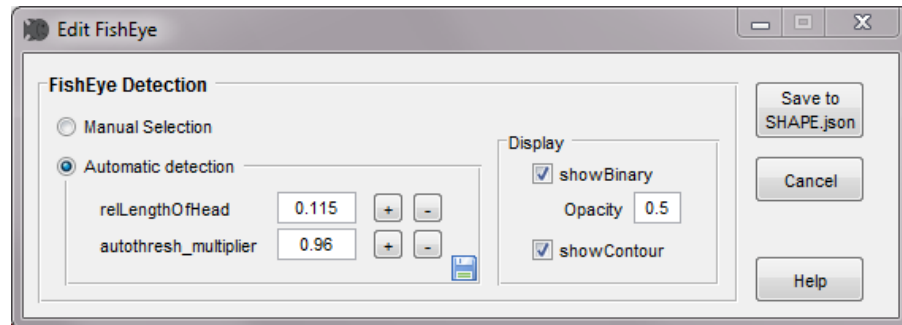 Edit FishEye
FishEye Detection
Manual Selection
Automatic detection
relLengthOfHead 0.115 + -
autothresh_multiplier 0.96 + -
Display
showBinary
Opacity 0.5
showContour
Save to
SHAPE.json
Cancel
Help